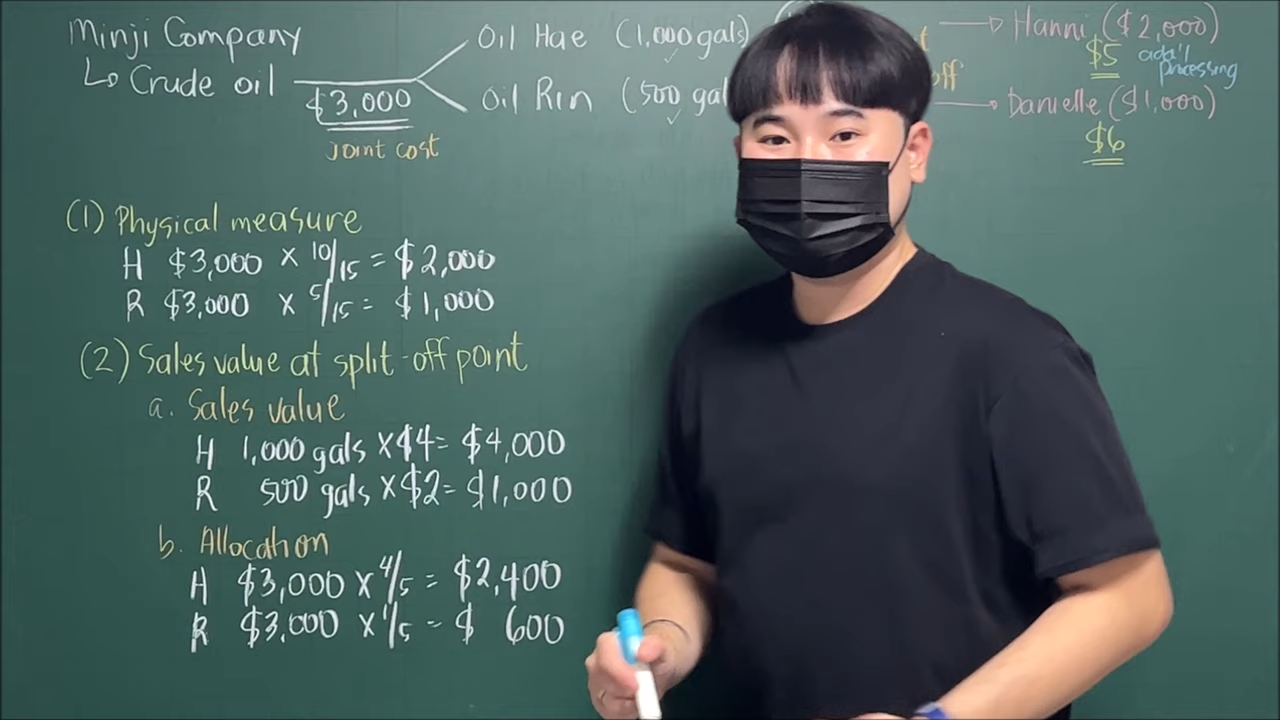 Minji Company
↳ Crude oil
$3,000
joint cost
Oil Hae (1,000 gals)
Oil Rin (500 gal
off
Hanni ($2,000)
$5 add'l processing
Danielle ($1,000)
$6
(1) Physical measure
H $3,000 × 10/15 = $2,000
R $3,000 × 5/15 = $1,000
(2) Sales value at split-off point
a. Sales value
H 1,000 gals × $4 = $4,000
R 500 gals × $2 = $1,000
b. Allocation
H $3,000 × 4/5 = $2,400
R $3,000 × 1/5 = $ 600